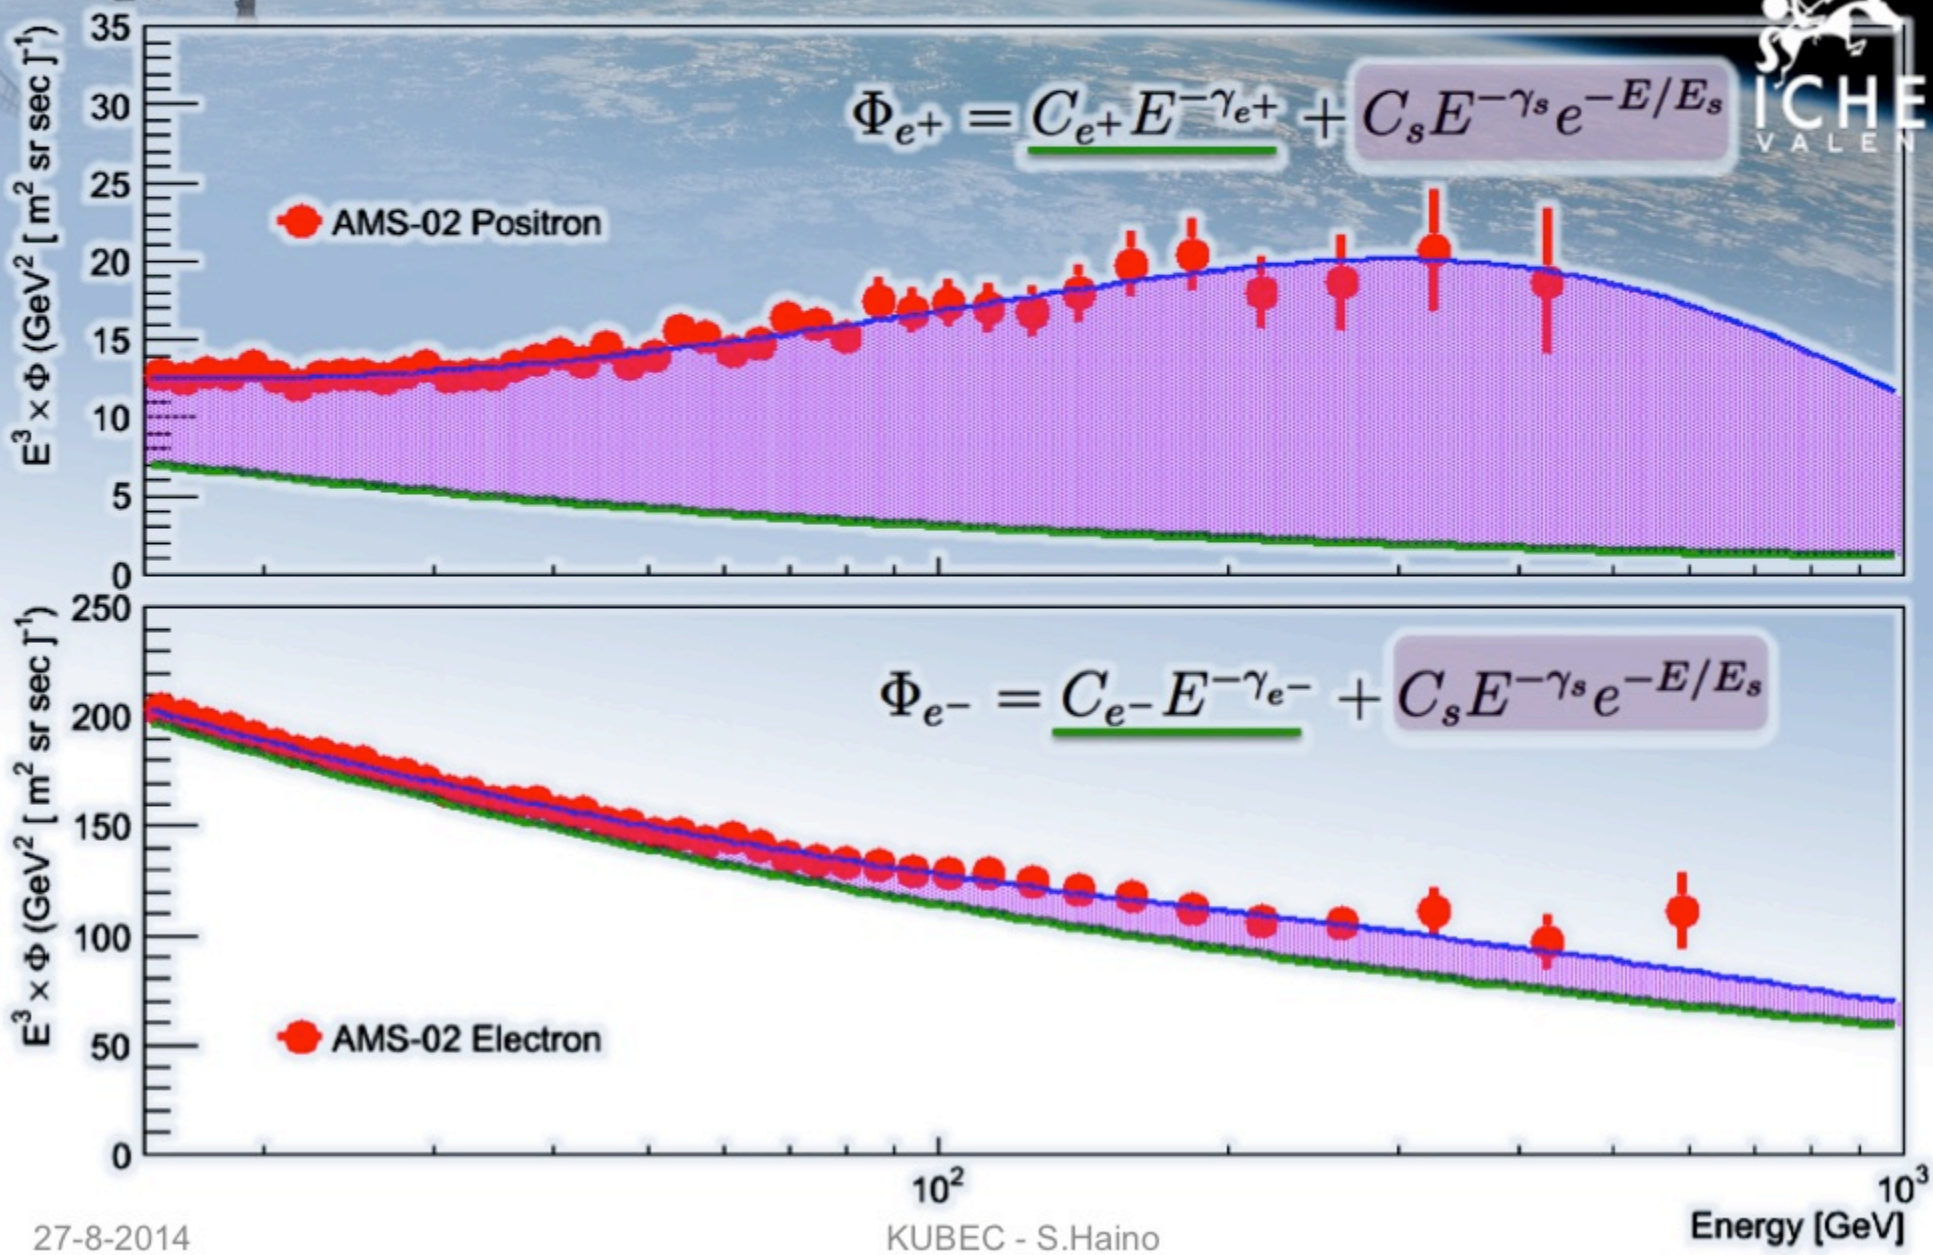 ICHE
VALEN
E³ × Φ (GeV² [ m² sr sec ]⁻¹)
35
30
25
20
15
10
5
0
Φₑ₊ = Cₑ₊E^{-γ_{e+}} + CₛE^{-γₛ}e^{-E/Eₛ}
AMS-02 Positron
E³ × Φ (GeV² [ m² sr sec ]⁻¹)
250
200
150
100
50
0
Φₑ₋ = Cₑ₋E^{-γ_{e-}} + CₛE^{-γₛ}e^{-E/Eₛ}
AMS-02 Electron
10²
10³
Energy [GeV]
27-8-2014
KUBEC - S.Haino